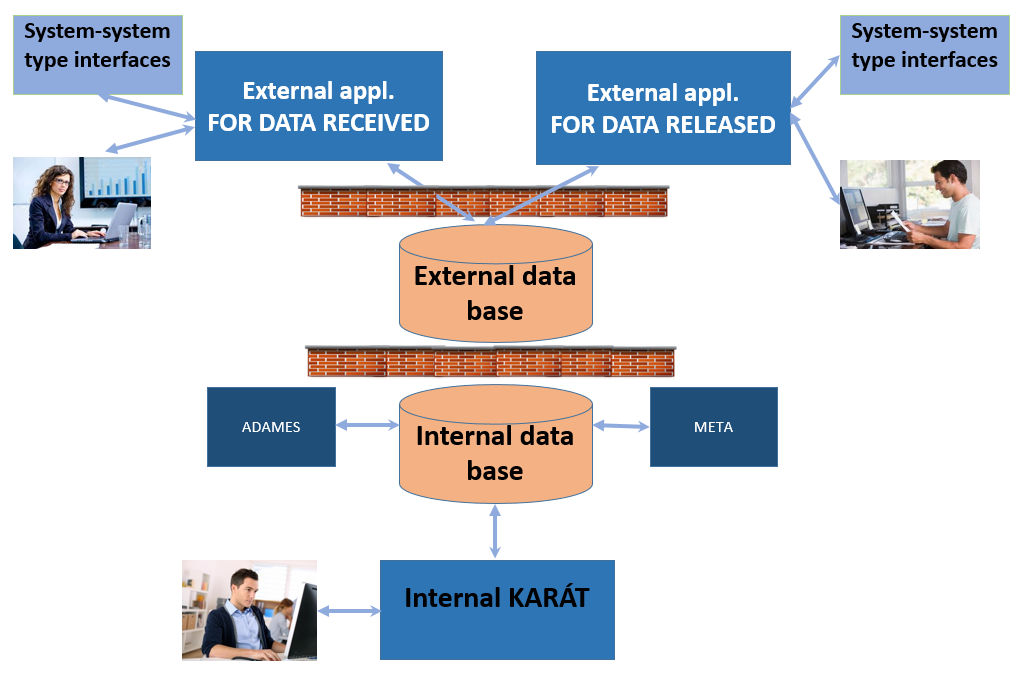 System-system
type interfaces
System-system
type interfaces
External appl.
FOR DATA RECEIVED
External appl.
FOR DATA RELEASED
External data
base
ADAMES
Internal data
base
META
Internal KARÁT